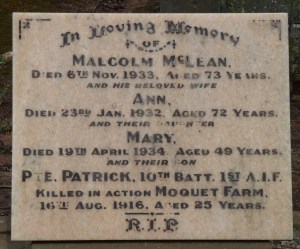 In Loving Memory
OF
MALCOLM MCLEAN,
DIED 6TH NOV. 1933, AGED 73 YEARS.
AND HIS BELOVED WIFE
ANN,
DIED 23RD JAN. 1932, AGED 72 YEARS.
AND THEIR DAUGHTER
MARY,
DIED 19TH APRIL 1934, AGED 49 YEARS.
AND THEIR SON
PTE. PATRICK, 10TH BATT. 1ST A.I.F.
KILLED IN ACTION MOQUET FARM,
16TH AUG. 1916, AGED 25 YEARS.
R.I.P.